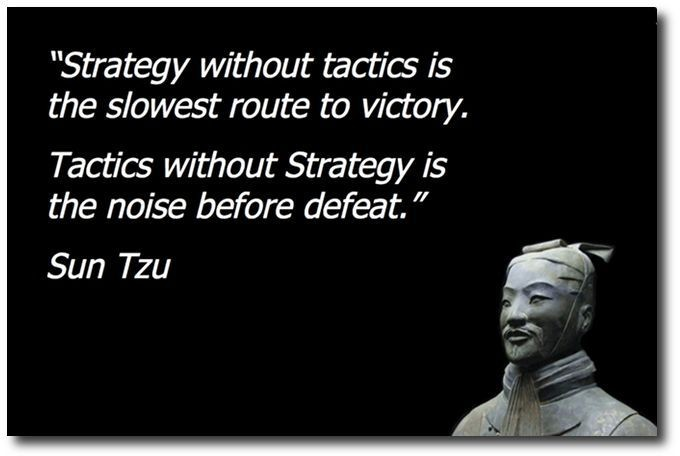 “Strategy without tactics is
the slowest route to victory.
Tactics without Strategy is
the noise before defeat.”
Sun Tzu